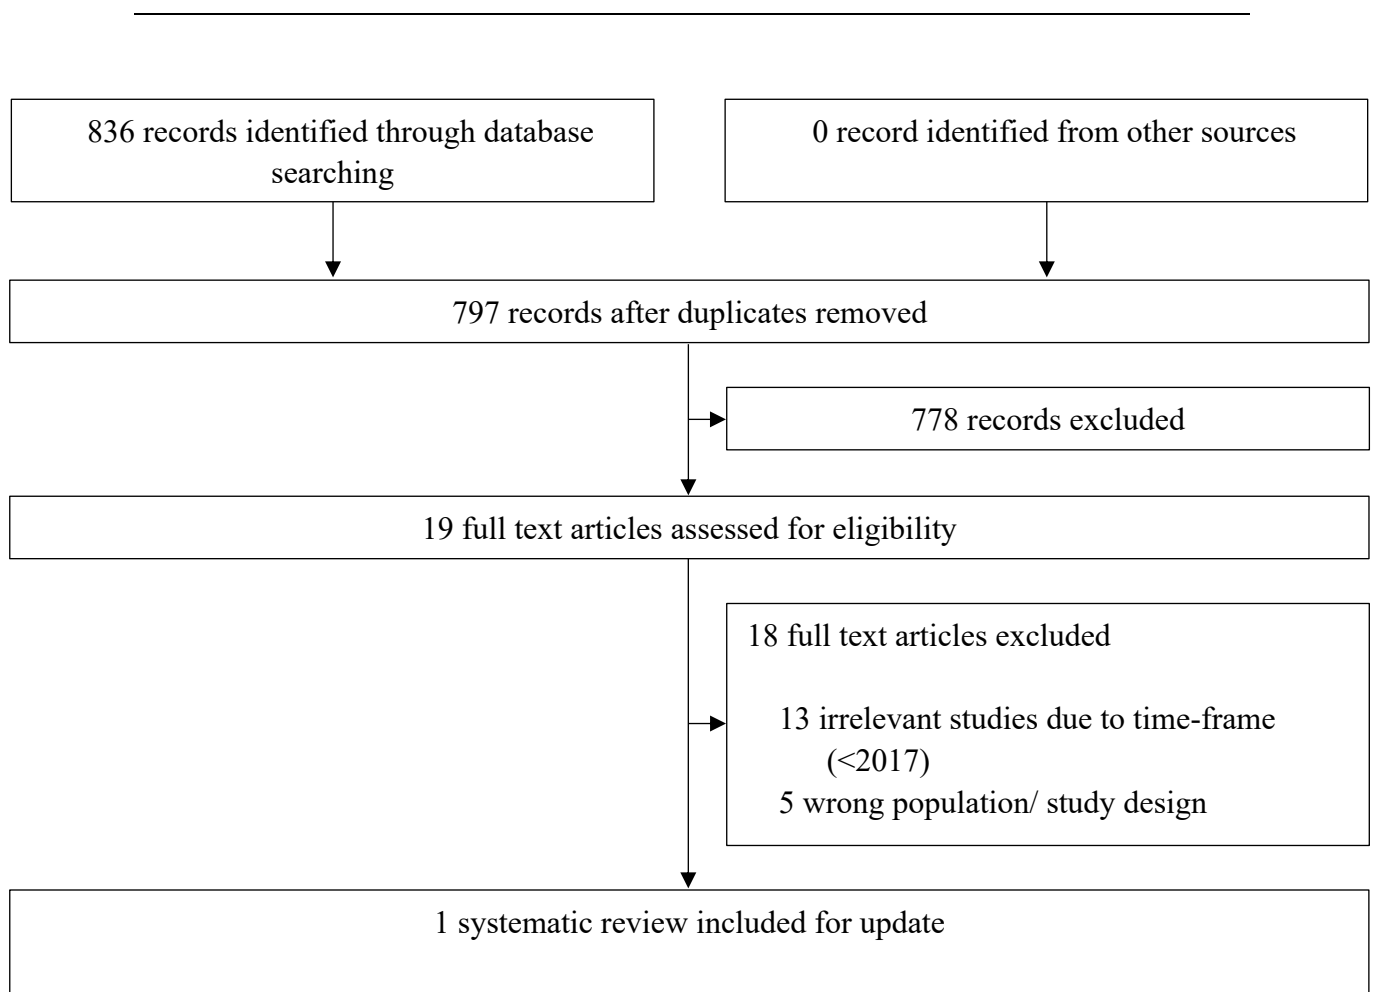 836 records identified through database
searching
0 record identified from other sources
797 records after duplicates removed
778 records excluded
19 full text articles assessed for eligibility
18 full text articles excluded
13 irrelevant studies due to time-frame
(<2017)
5 wrong population/ study design
1 systematic review included for update